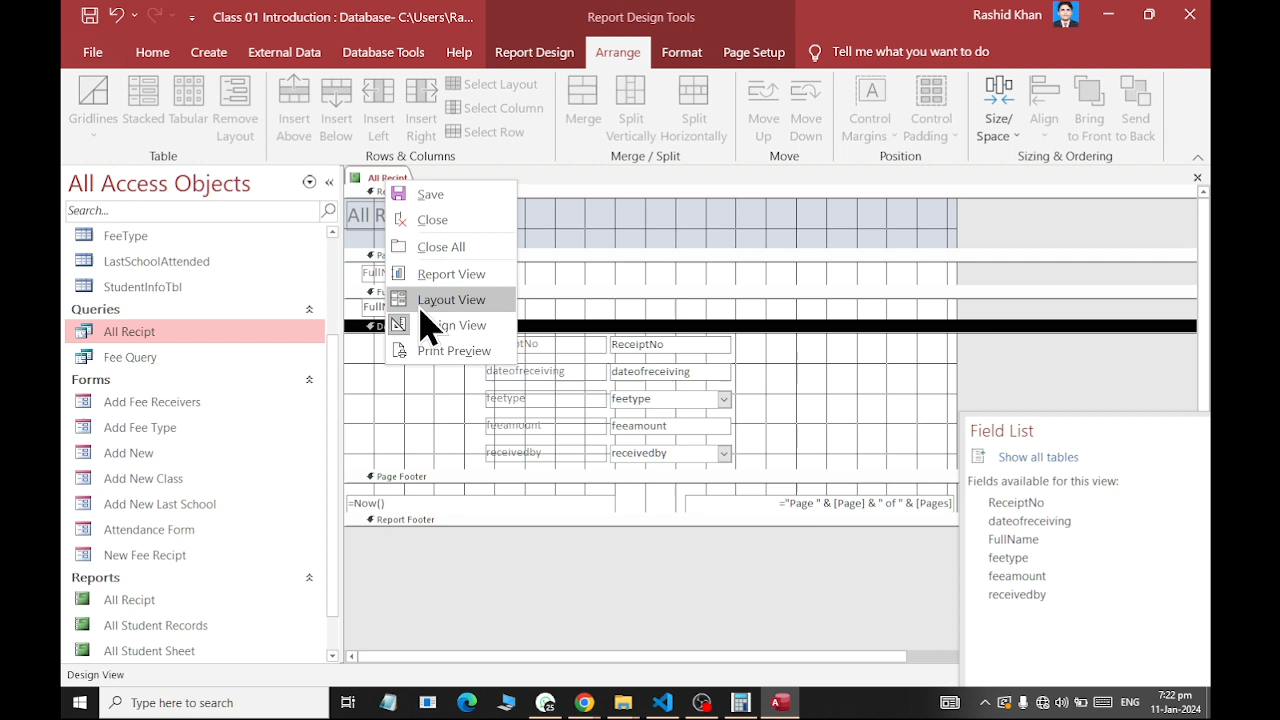 Class 01 Introduction : Database- C:\Users\Ra...
Report Design Tools
Rashid Khan
File
Home
Create
External Data
Database Tools
Help
Report Design
Arrange
Format
Page Setup
Tell me what you want to do
Gridlines
Stacked
Tabular
Remove Layout
Insert Above
Insert Below
Insert Left
Insert Right
Select Layout
Select Column
Select Row
Merge
Split Vertically
Split Horizontally
Move Up
Move Down
Control Margins
Control Padding
Size/ Space
Align
Bring to Front
Send to Back
Table
Rows & Columns
Merge / Split
Move
Position
Sizing & Ordering
All Access Objects
Search...
FeeType
LastSchoolAttended
StudentInfoTbl
Queries
All Recipt
Fee Query
Forms
Add Fee Receivers
Add Fee Type
Add New
Add New Class
Add New Last School
Attendance Form
New Fee Recipt
Reports
All Recipt
All Student Records
All Student Sheet
All Recipt
Save
Close
Close All
Report View
Layout View
ign View
Print Preview
All R
ReceiptNo
dateofreceiving
dateofreceiving
feetype
feetype
feeamount
feeamount
receivedby
receivedby
Page Footer
=Now()
="Page " & [Page] & " of " & [Pages]
Report Footer
Field List
Show all tables
Fields available for this view:
ReceiptNo
dateofreceiving
FullName
feetype
feeamount
receivedby
Design View
Type here to search
ENG
7:22 pm
11-Jan-2024